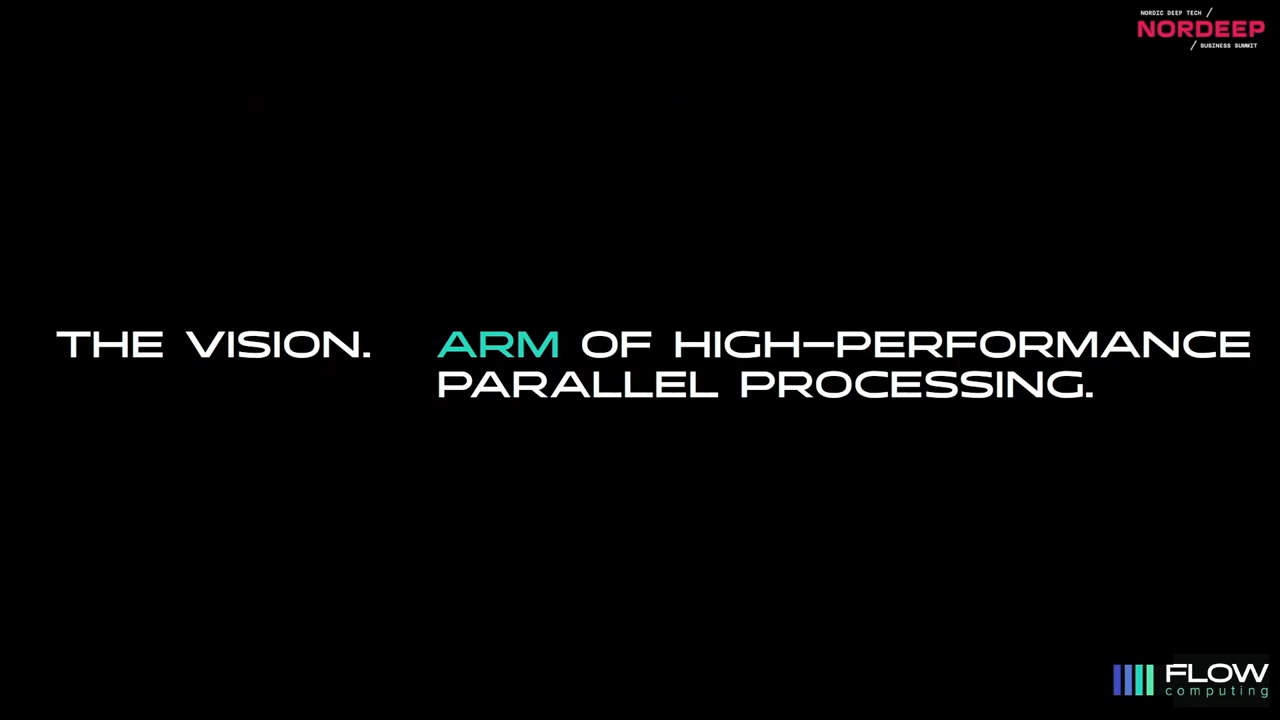 NORDIC DEEP TECH /
NORDEEP
/ BUSINESS SUMMIT
THE VISION.
ARM OF HIGH-PERFORMANCE
PARALLEL PROCESSING.
FLOW
computing